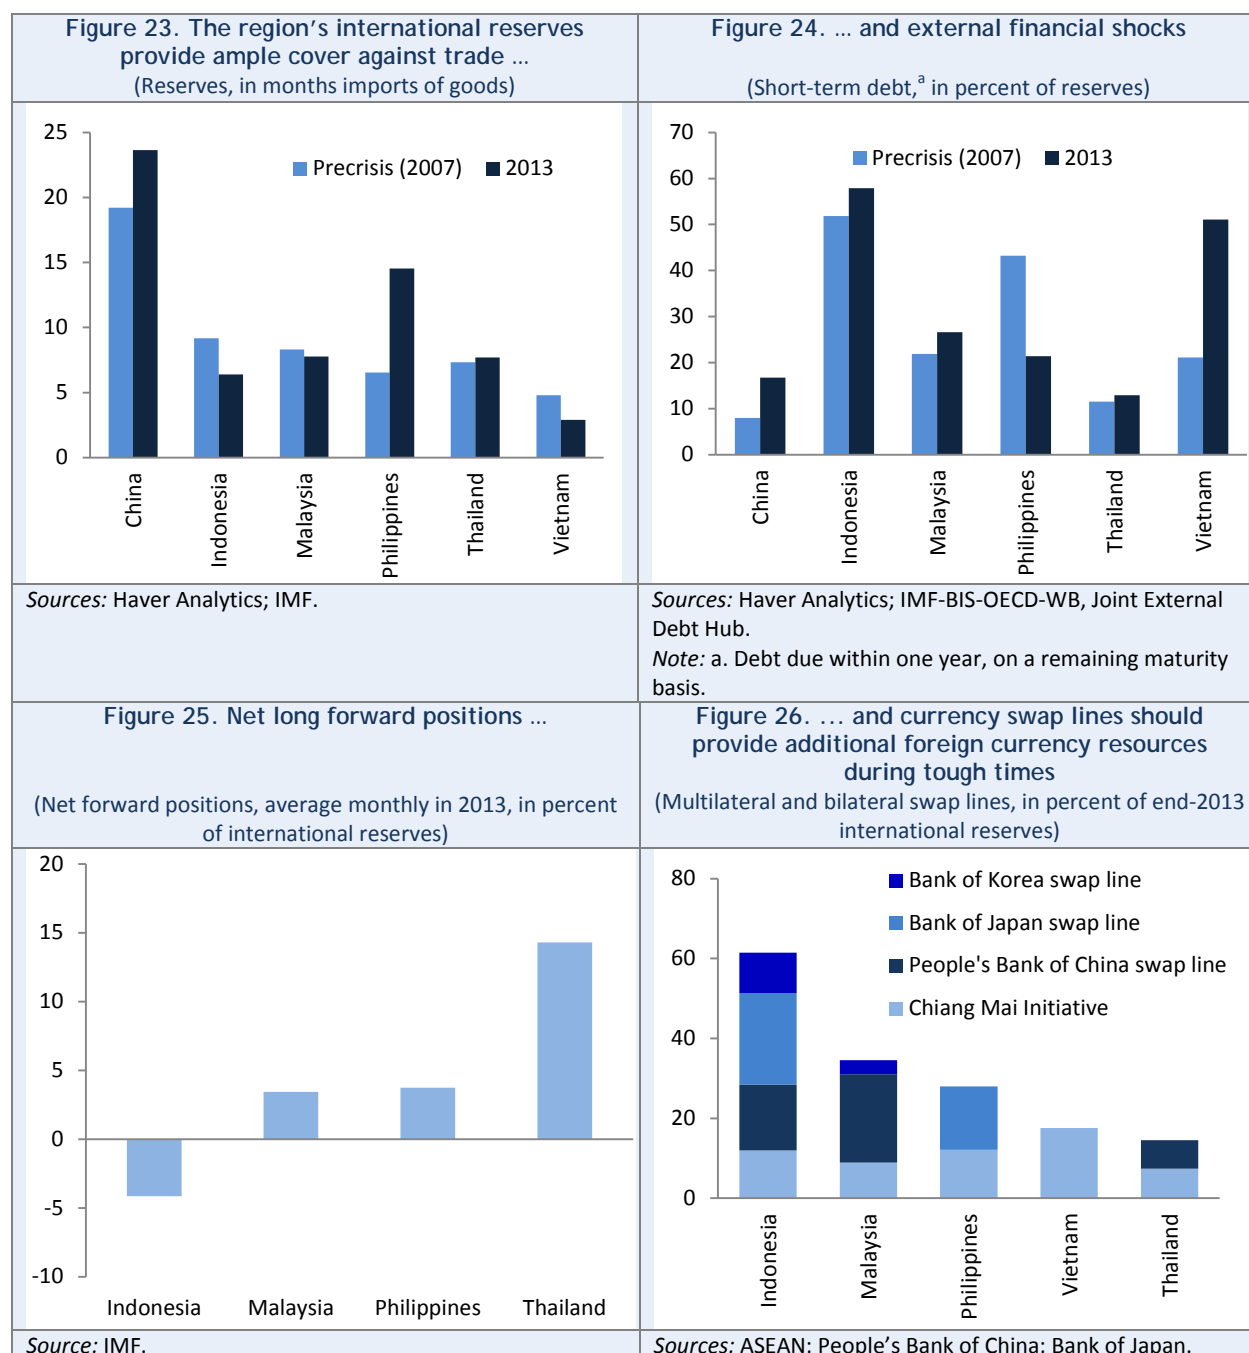 Figure 23. The region's international reserves
provide ample cover against trade …
(Reserves, in months imports of goods)
25
20
15
10
5
0
Precrisis (2007)
2013
China
Indonesia
Malaysia
Philippines
Thailand
Vietnam
Sources: Haver Analytics; IMF.
Figure 24. … and external financial shocks
(Short-term debt,ª in percent of reserves)
70
60
50
40
30
20
10
0
Precrisis (2007)
2013
China
Indonesia
Malaysia
Philippines
Thailand
Vietnam
Sources: Haver Analytics; IMF-BIS-OECD-WB, Joint External
Debt Hub.
Note: a. Debt due within one year, on a remaining maturity
basis.
Figure 25. Net long forward positions …
(Net forward positions, average monthly in 2013, in percent
of international reserves)
20
15
10
5
0
-5
-10
Indonesia
Malaysia
Philippines
Thailand
Source: IMF.
Figure 26. … and currency swap lines should
provide additional foreign currency resources
during tough times
(Multilateral and bilateral swap lines, in percent of end-2013
international reserves)
80
60
40
20
0
Bank of Korea swap line
Bank of Japan swap line
People's Bank of China swap line
Chiang Mai Initiative
Indonesia
Malaysia
Philippines
Vietnam
Thailand
Sources: ASEAN; People's Bank of China; Bank of Japan.